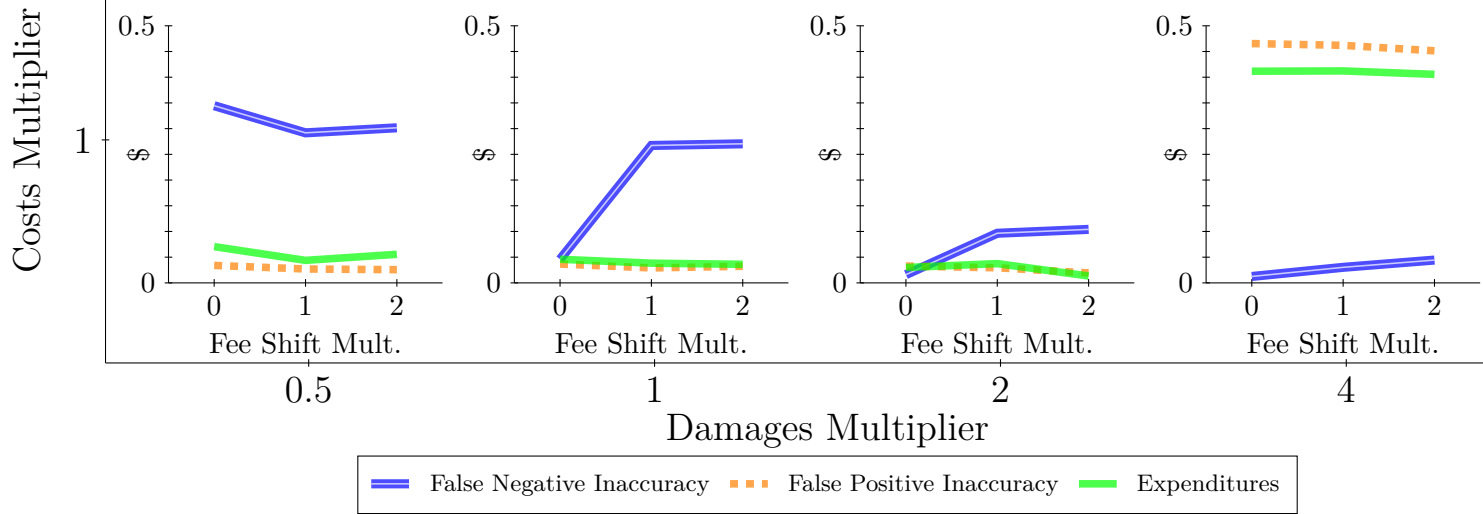 Costs Multiplier
1
0.5
$
0
0 1 2
Fee Shift Mult.
0.5
$
0
0 1 2
Fee Shift Mult.
0.5
$
0
0 1 2
Fee Shift Mult.
0.5
$
0
0 1 2
Fee Shift Mult.
0.5 1 2 4
Damages Multiplier
False Negative Inaccuracy False Positive Inaccuracy Expenditures